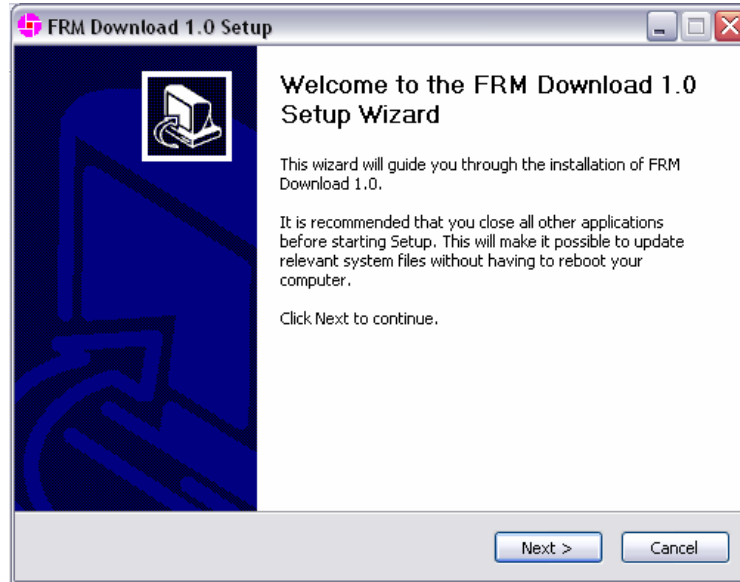 FRM Download 1.0 Setup
Welcome to the FRM Download 1.0
Setup Wizard
This wizard will guide you through the installation of FRM
Download 1.0.
It is recommended that you close all other applications
before starting Setup. This will make it possible to update
relevant system files without having to reboot your
computer.
Click Next to continue.
Next >
Cancel